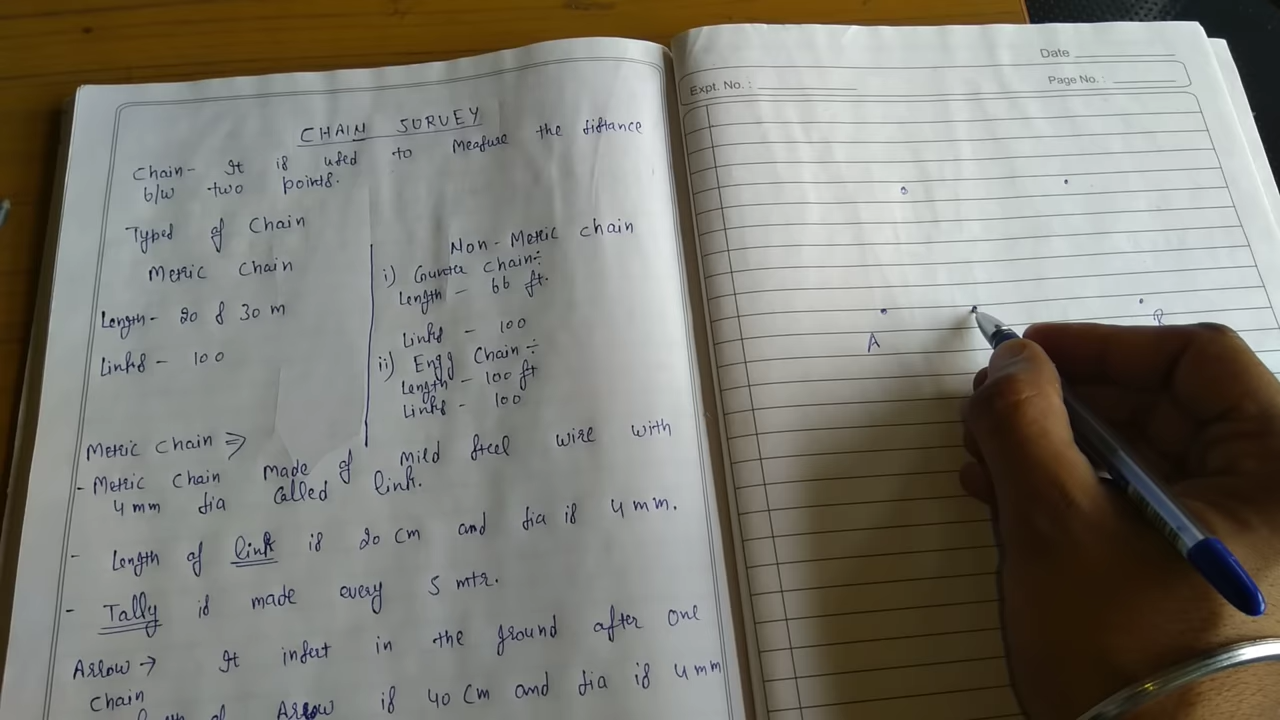 CHAIN SURVEY
Chain- It is used to Measure the distance
b/w two points.
Types of Chain
Metric Chain
Length- 20 & 30 m
Links - 100
Non-Metric chain
i) Gunter Chain÷
Length - 66 ft.
Links - 100
ii) Engg Chain÷
Length - 100 ft
Links - 100
Metric Chain ⇒
- Metric Chain made of mild steel wire with
4 mm dia called link.
- Length of link is 20 cm and dia is 4 mm.
- Tally is made every 5 mtr.
Arrow → It insert in the ground after one
chain
of Arrow is 40 cm and dia is 4 mm
Date
Expt. No. :
Page No. :
A